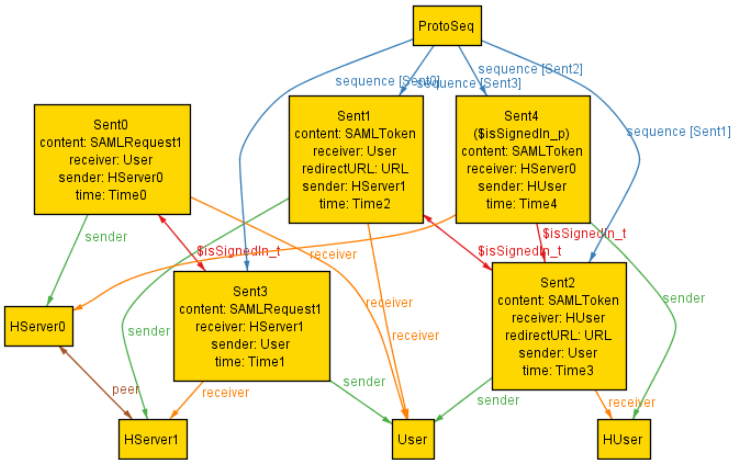 ProtoSeq
sequence [Sent0]
sequence [Sent2]
sequence [Sent3]
sequence [Sent1]
Sent0
content: SAMLRequest1
receiver: User
sender: HServer0
time: Time0
Sent1
content: SAMLToken
receiver: User
redirectURL: URL
sender: HServer1
time: Time2
Sent4
($isSignedIn_p)
content: SAMLToken
receiver: HServer0
sender: HUser
time: Time4
sender
$isSignedIn_t
receiver
$isSignedIn_t
$isSignedIn_t
Sent3
content: SAMLRequest1
receiver: HServer1
sender: User
time: Time1
Sent2
content: SAMLToken
receiver: HUser
redirectURL: URL
sender: User
time: Time3
HServer0
sender
receiver
receiver
sender
peer
receiver
sender
sender
receiver
HServer1
User
HUser